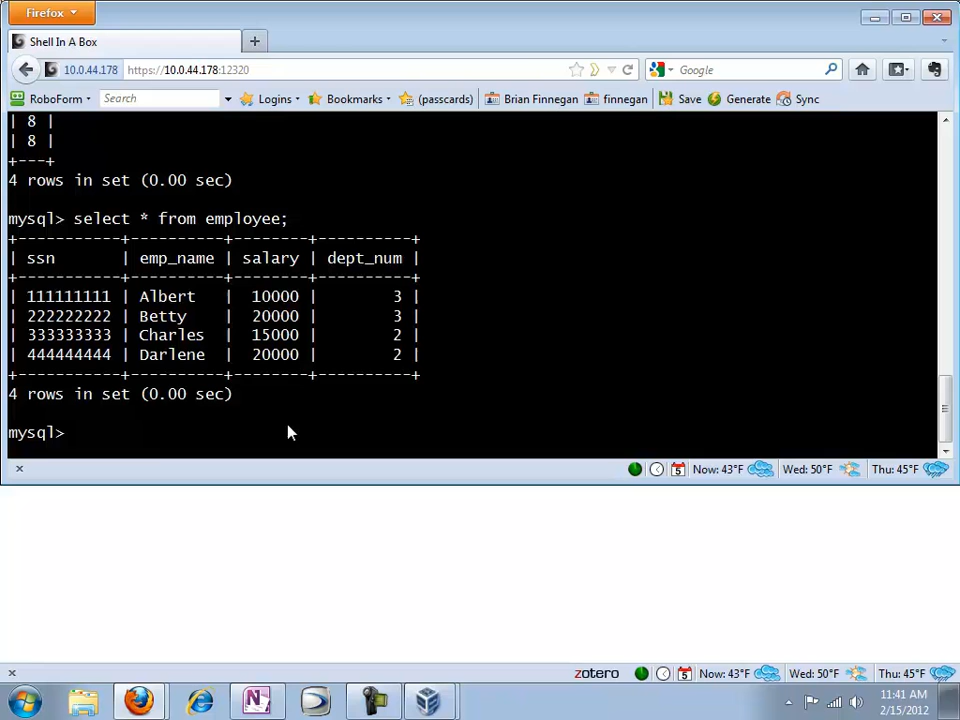 Firefox
Shell In A Box
10.0.44.178 https://10.0.44.178:12320 Google
RoboForm Search Logins Bookmarks (passcards) Brian Finnegan finnegan Save Generate Sync
| 8 |
| 8 |
+---+
4 rows in set (0.00 sec)
mysql> select * from employee;
+-----------+----------+--------+----------+
| ssn | emp_name | salary | dept_num |
+-----------+----------+--------+----------+
| 111111111 | Albert | 10000 | 3 |
| 222222222 | Betty | 20000 | 3 |
| 333333333 | Charles | 15000 | 2 |
| 444444444 | Darlene | 20000 | 2 |
+-----------+----------+--------+----------+
4 rows in set (0.00 sec)
mysql>
5 Now: 43°F Wed: 50°F Thu: 45°F
zotero 5 Now: 43°F Wed: 50°F Thu: 45°F
11:41 AM
2/15/2012